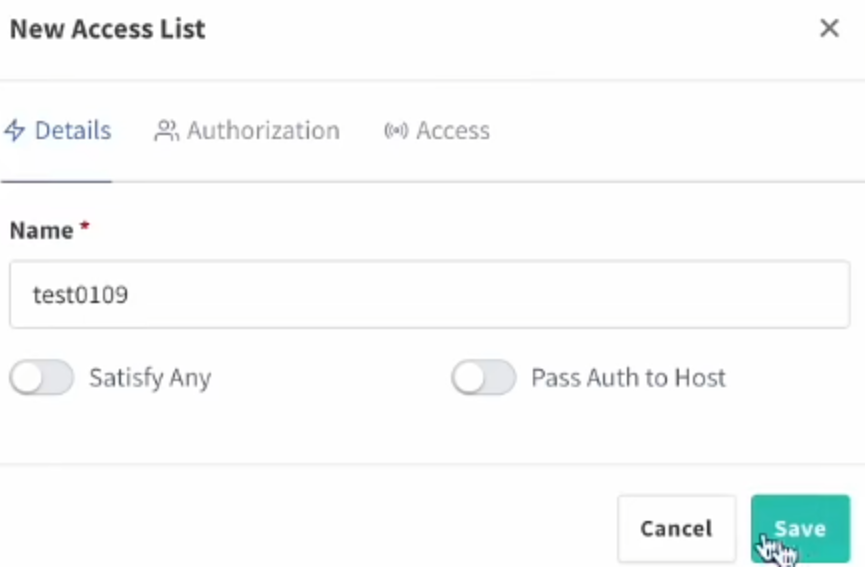 New Access List
Details Authorization Access
Name *
test0109
Satisfy Any Pass Auth to Host
Cancel Save